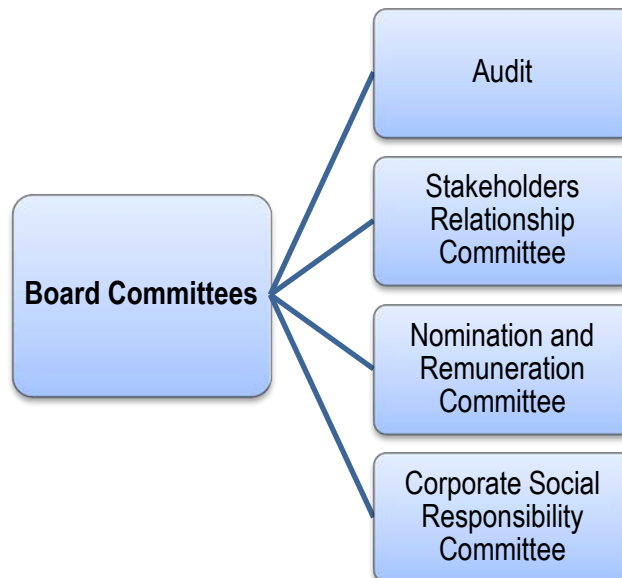 Audit
Stakeholders
Relationship
Committee
Board Committees
Nomination and
Remuneration
Committee
Corporate Social
Responsibility
Committee